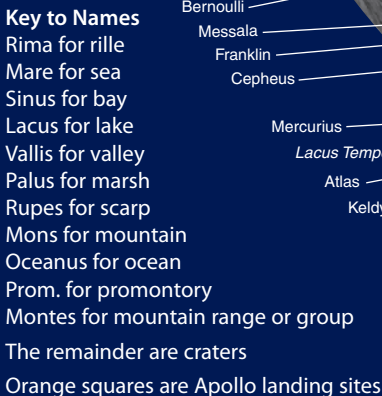 Key to Names
Rima for rille
Mare for sea
Sinus for bay
Lacus for lake
Vallis for valley
Palus for marsh
Rupes for scarp
Mons for mountain
Oceanus for ocean
Prom. for promontory
Montes for mountain range or group
The remainder are craters
Orange squares are Apollo landing sites
Bernoulli
Messala
Franklin
Cepheus
Mercurius
Lacus
Atlas